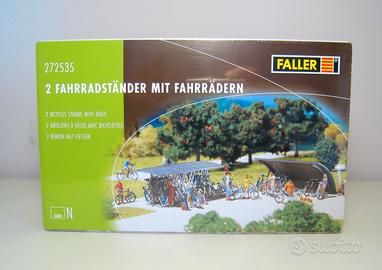 272535
FALLER
2 FAHRRADSTÄNDER MIT FAHRRÄDERN
2 BICYCLES STANDS WITH BIKES
2 RÂTELIERS À VÉLOS AVEC BICYCLETTES
2 REKKEN MET FIETSEN
N
subito